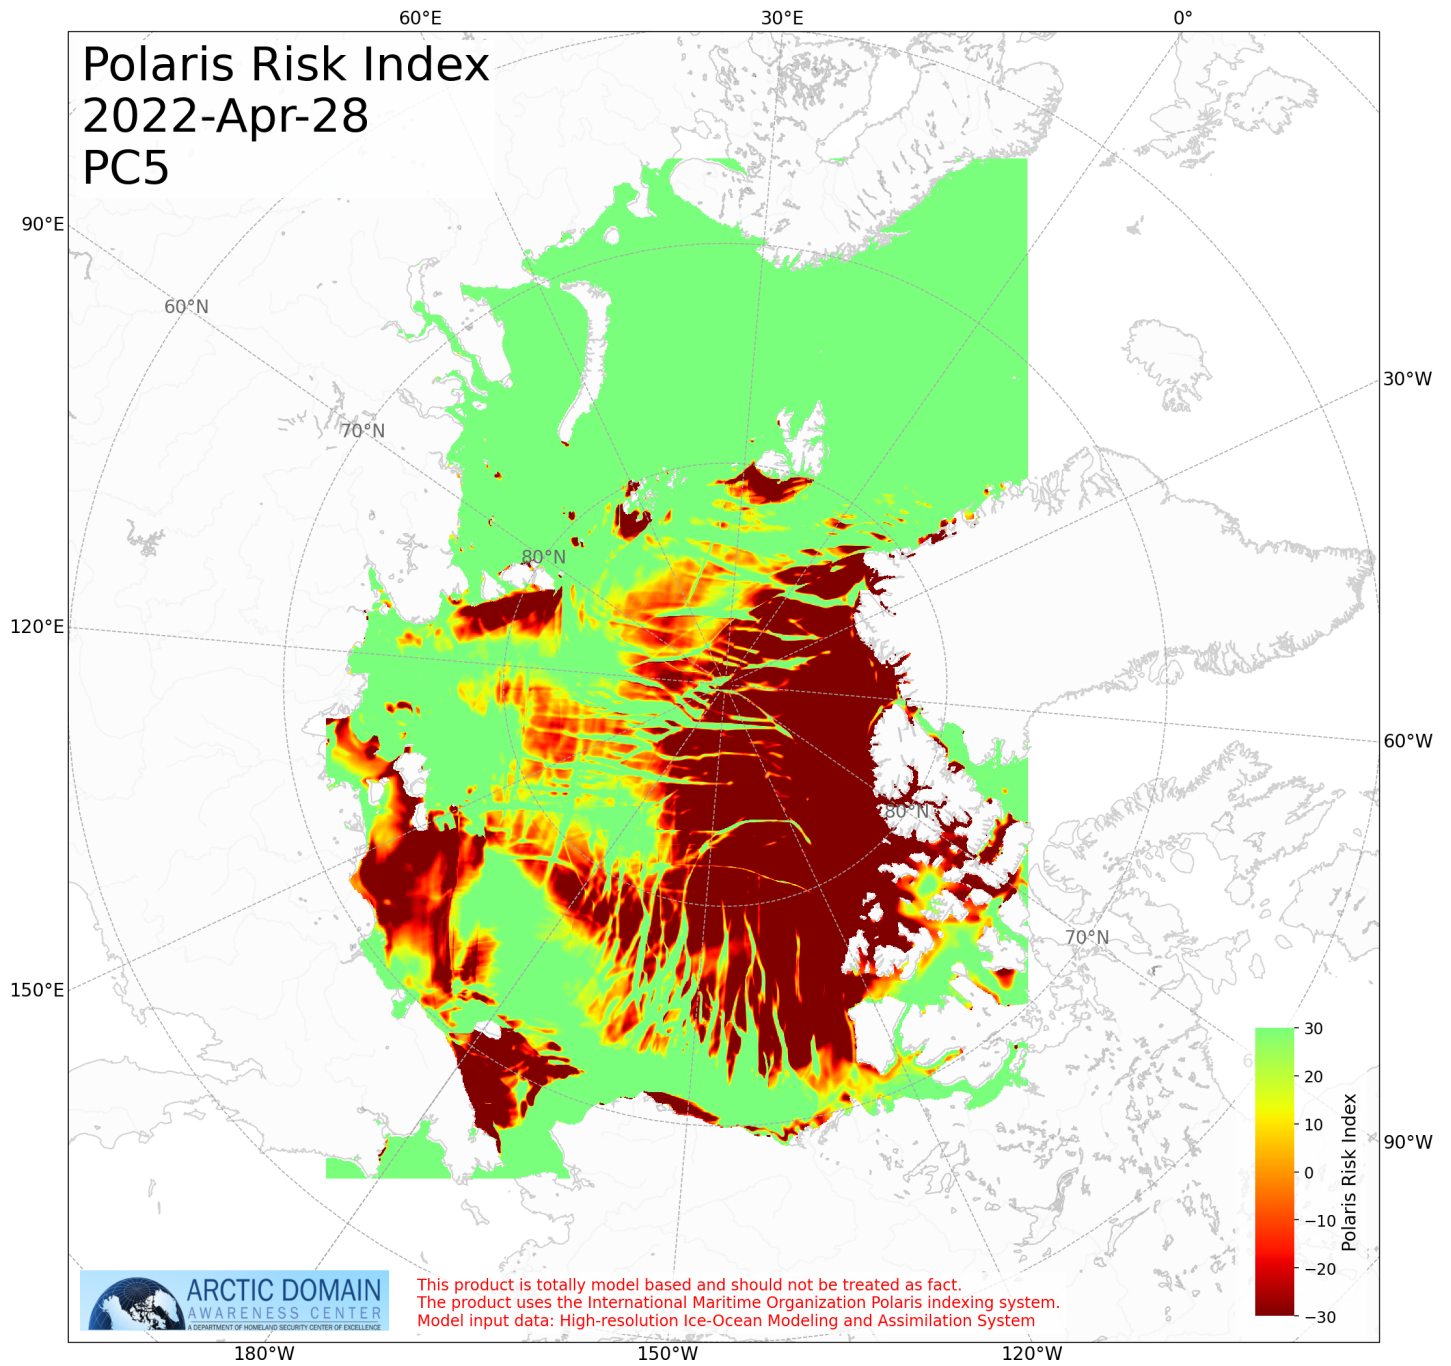 60°E
30°E
0°
Polaris Risk Index
2022-Apr-28
PC5
90°E
60°N
30°W
70°N
80°N
120°E
60°W
80°N
70°N
150°E
30
20
10
0
−10
−20
−30
Polaris Risk Index
90°W
ARCTIC DOMAIN
AWARENESS CENTER
A DEPARTMENT OF HOMELAND SECURITY CENTER OF EXCELLENCE
This product is totally model based and should not be treated as fact.
The product uses the International Maritime Organization Polaris indexing system.
Model input data: High-resolution Ice-Ocean Modeling and Assimilation System
180°W
150°W
120°W